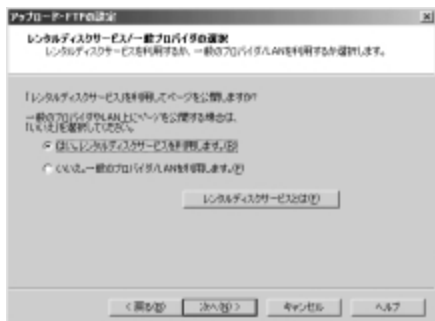 アップロード-FTPの設定
レンタルディスクサービス/一般プロバイダの選択
レンタルディスクサービスを利用するか、一般のプロバイダ/LANを利用するか選択します。
「レンタルディスクサービス」を利用してページを公開しますか?
一般のプロバイダやLAN上にページを公開する場合は、
「いいえ」を選択してください。
はい。レンタルディスクサービスを利用します。
いいえ。一般のプロバイダ/LANを利用します。(P)
レンタルディスクサービスとは
< 戻る(B)
次へ(N) >
キャンセル
ヘルプ